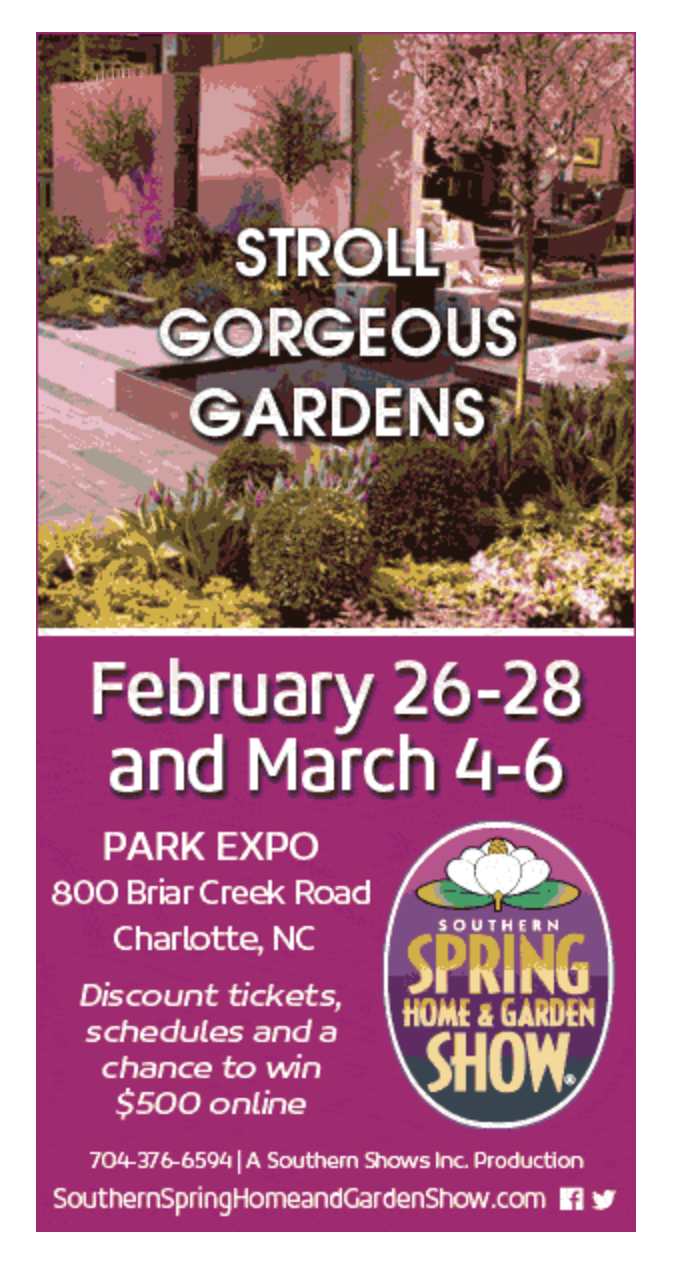 STROLL
GORGEOUS
GARDENS
February 26-28
and March 4-6
PARK EXPO
800 Briar Creek Road
Charlotte, NC
Discount tickets,
schedules and a
chance to win
$500 online
SOUTHERN
SPRING
HOME & GARDEN
SHOW®
704-376-6594 | A Southern Shows Inc. Production
SouthernSpringHomeandGardenShow.com